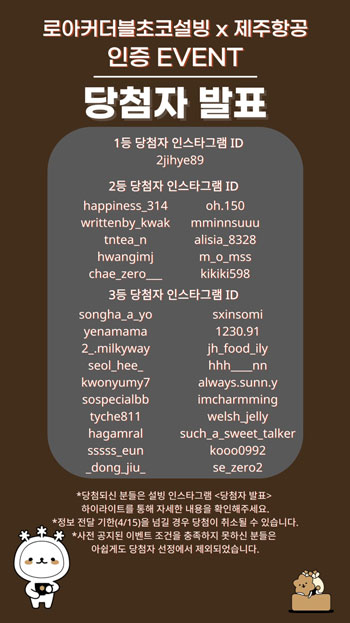 로아커더블초코설빙 x 제주항공
인증 EVENT
당첨자 발표
1등 당첨자 인스타그램 ID
2jihye89
2등 당첨자 인스타그램 ID
happiness_314 oh.150
writtenby_kwak mminnsuuu
tntea_n alisia_8328
hwangimj m_o_mss
chae_zero___ kikiki598
3등 당첨자 인스타그램 ID
songha_a_yo sxinsomi
yenamama 1230.91
2_.milkyway jh_food_ily
seol_hee_ hhh____nn
kwonyumy7 always.sunn.y
sospecialbb imcharmming
tyche811 welsh_jelly
hagamral such_a_sweet_talker
sssss_eun kooo0992
_dong_jiu_ se_zero2
*당첨되신 분들은 설빙 인스타그램 <당첨자 발표>
하이라이트를 통해 자세한 내용을 확인해주세요.
*정보 전달 기한(4/15)을 넘길 경우 당첨이 취소될 수 있습니다.
*사전 공지된 이벤트 조건을 충족하지 못하신 분들은
아쉽게도 당첨자 선정에서 제외되었습니다.